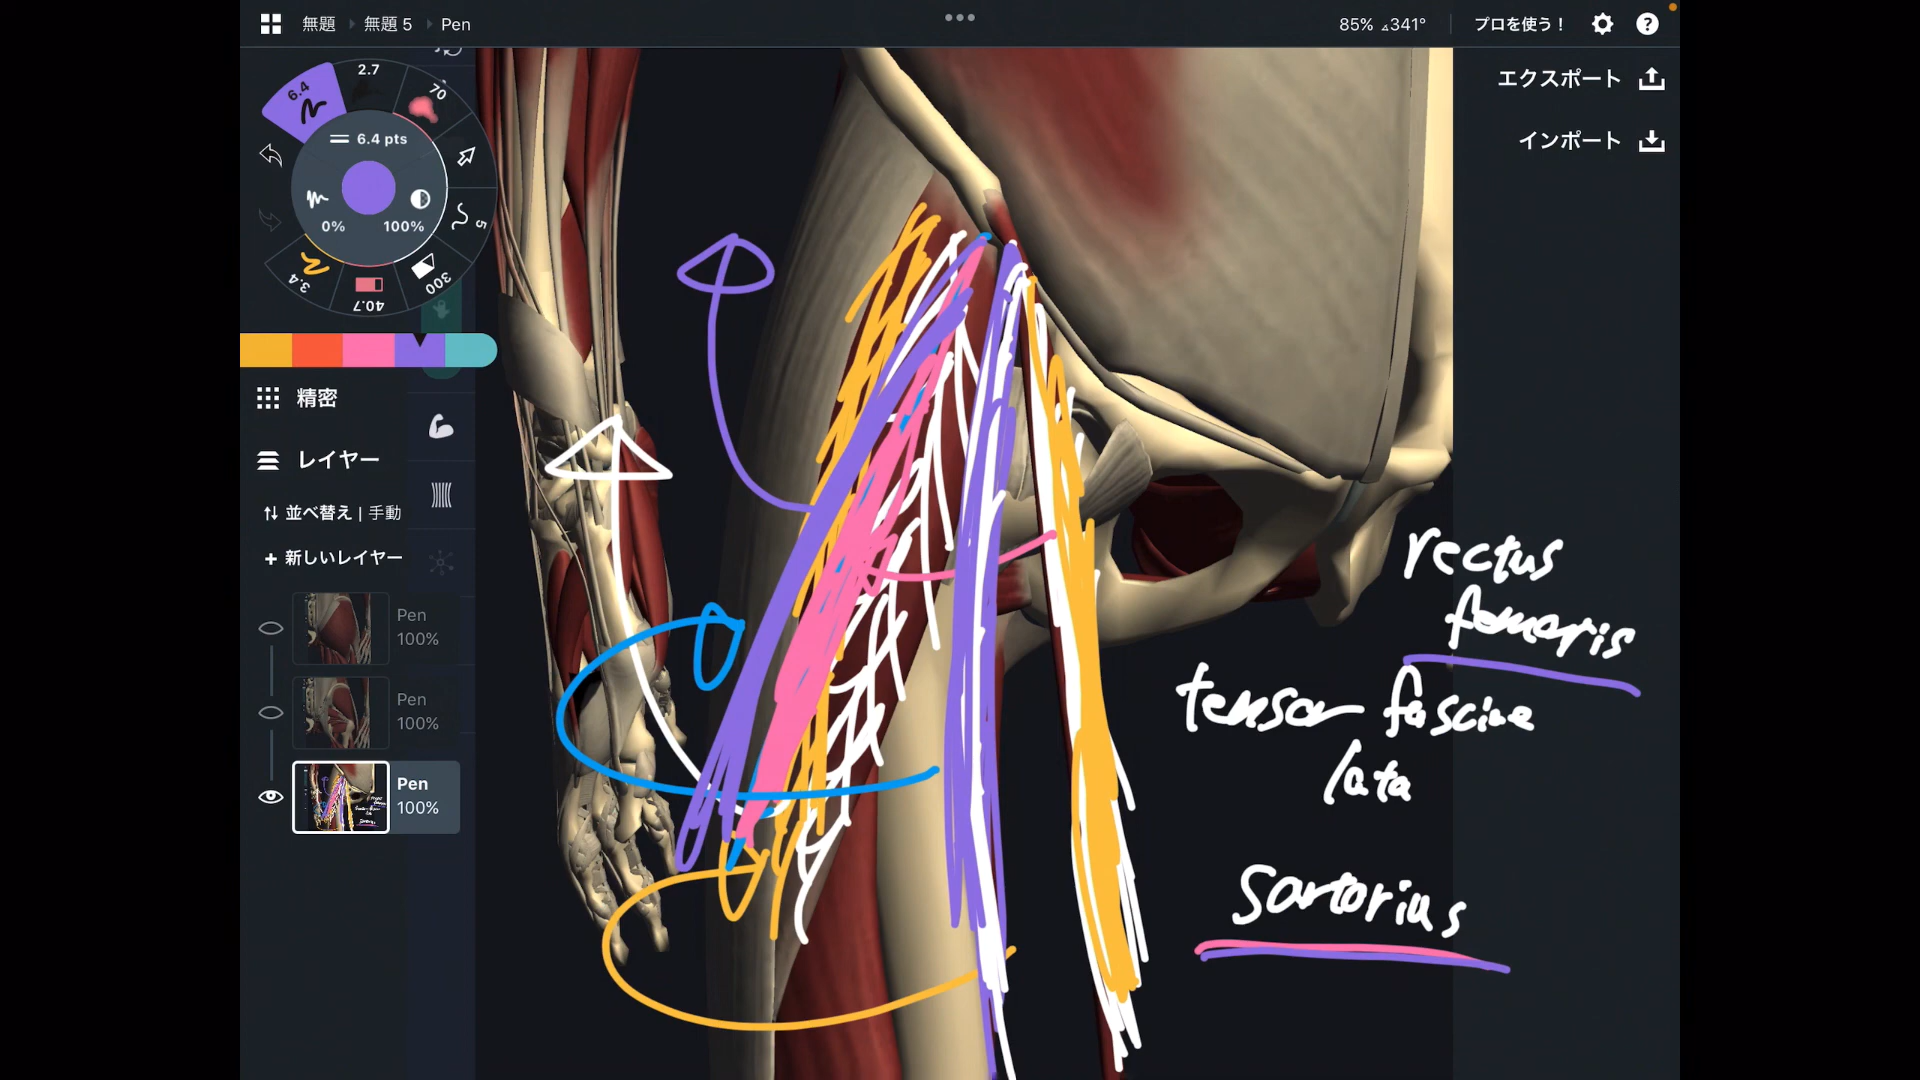 無題 無題 5 Pen
85% ⊿341° プロを使う！
エクスポート
インポート
2.7
6.4
70
6.4 pts
0% 100%
5
3.4
40.7
300
精密
レイヤー
並べ替え | 手動
+ 新しいレイヤー
Pen
100%
Pen
100%
Pen
100%
rectus
femoris
tensor fasciae
lata
Sartorius